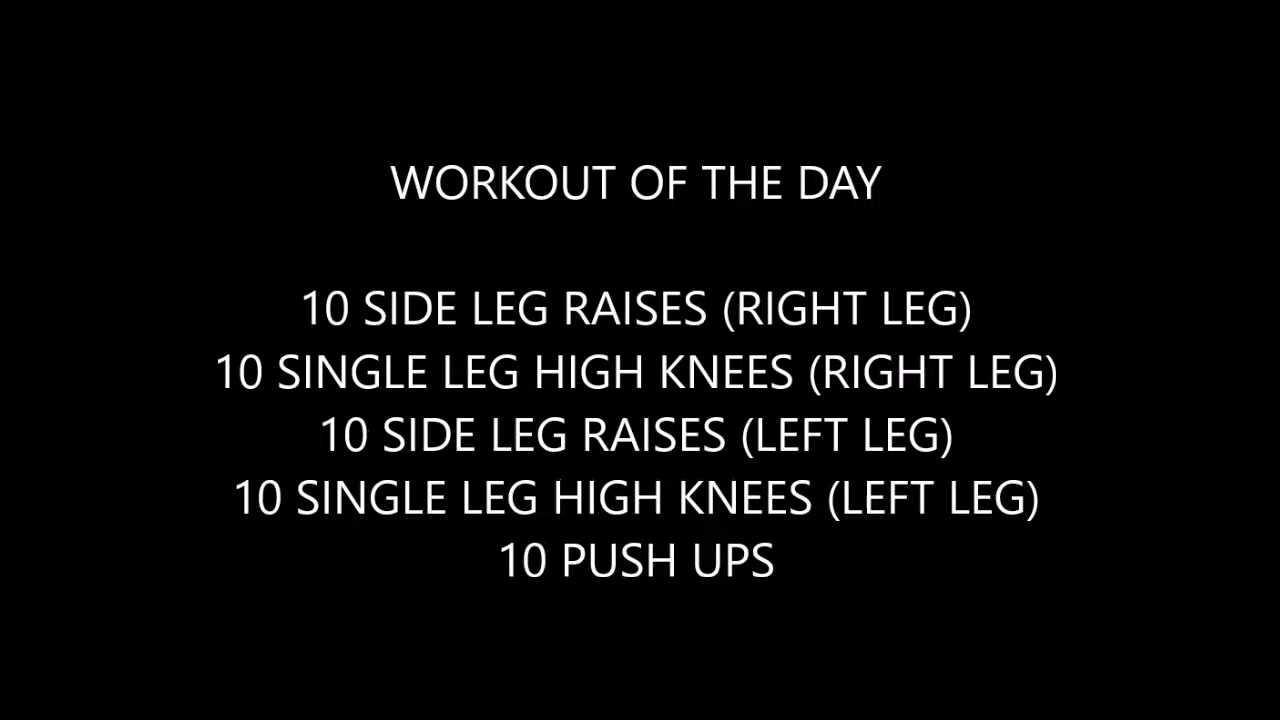 WORKOUT OF THE DAY
10 SIDE LEG RAISES (RIGHT LEG)
10 SINGLE LEG HIGH KNEES (RIGHT LEG)
10 SIDE LEG RAISES (LEFT LEG)
10 SINGLE LEG HIGH KNEES (LEFT LEG)
10 PUSH UPS